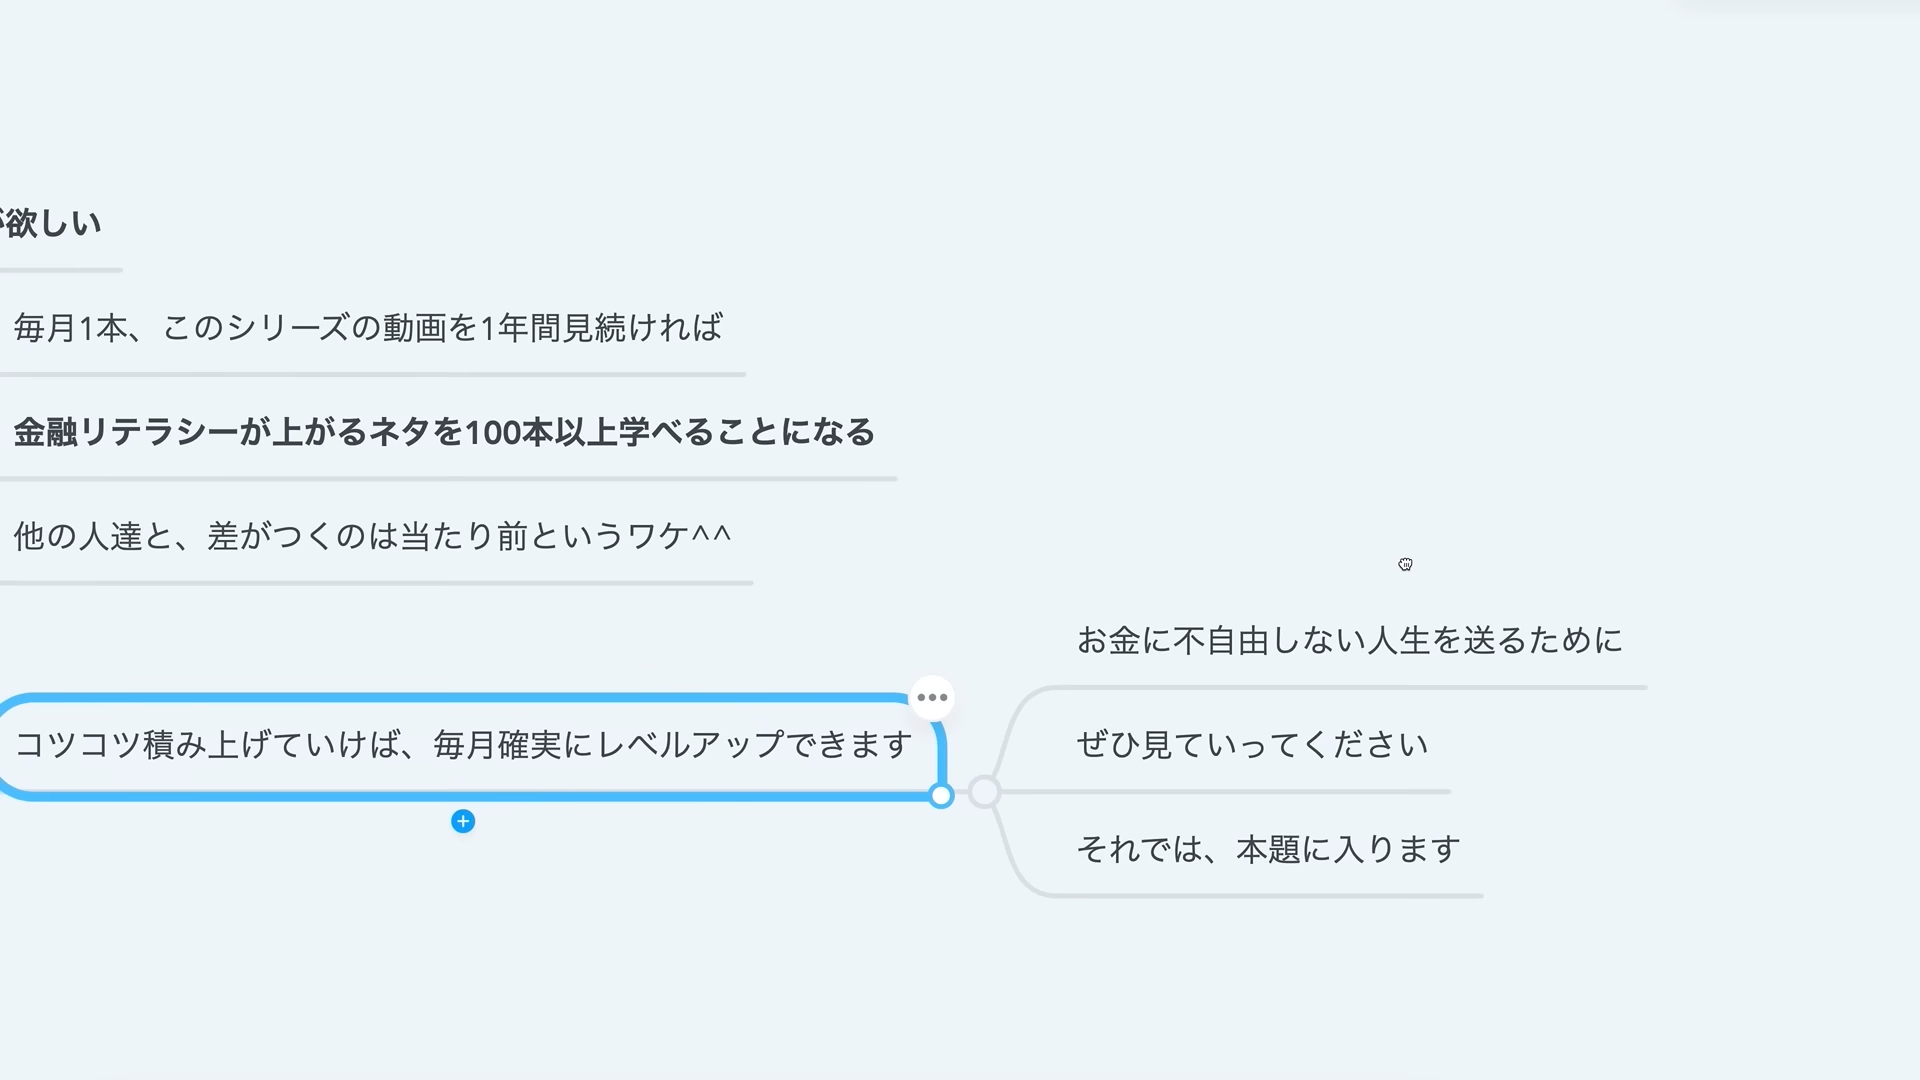 が欲しい
毎月1本、このシリーズの動画を1年間見続ければ
金融リテラシーが上がるネタを100本以上学べることになる
他の人達と、差がつくのは当たり前というワケ^^
お金に不自由しない人生を送るために
コツコツ積み上げていけば、毎月確実にレベルアップできます
ぜひ見ていってください
それでは、本題に入ります